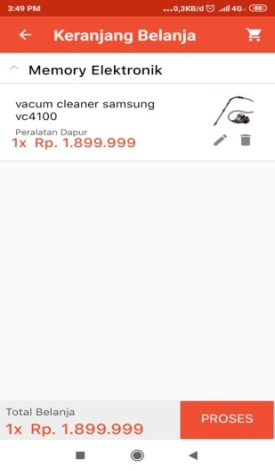 3:49 PM
...0,3KB/d
4G
Keranjang Belanja
Memory Elektronik
vacum cleaner samsung
vc4100
Peralatan Dapur
1x Rp. 1.899.999
Total Belanja
1x Rp. 1.899.999
PROSES